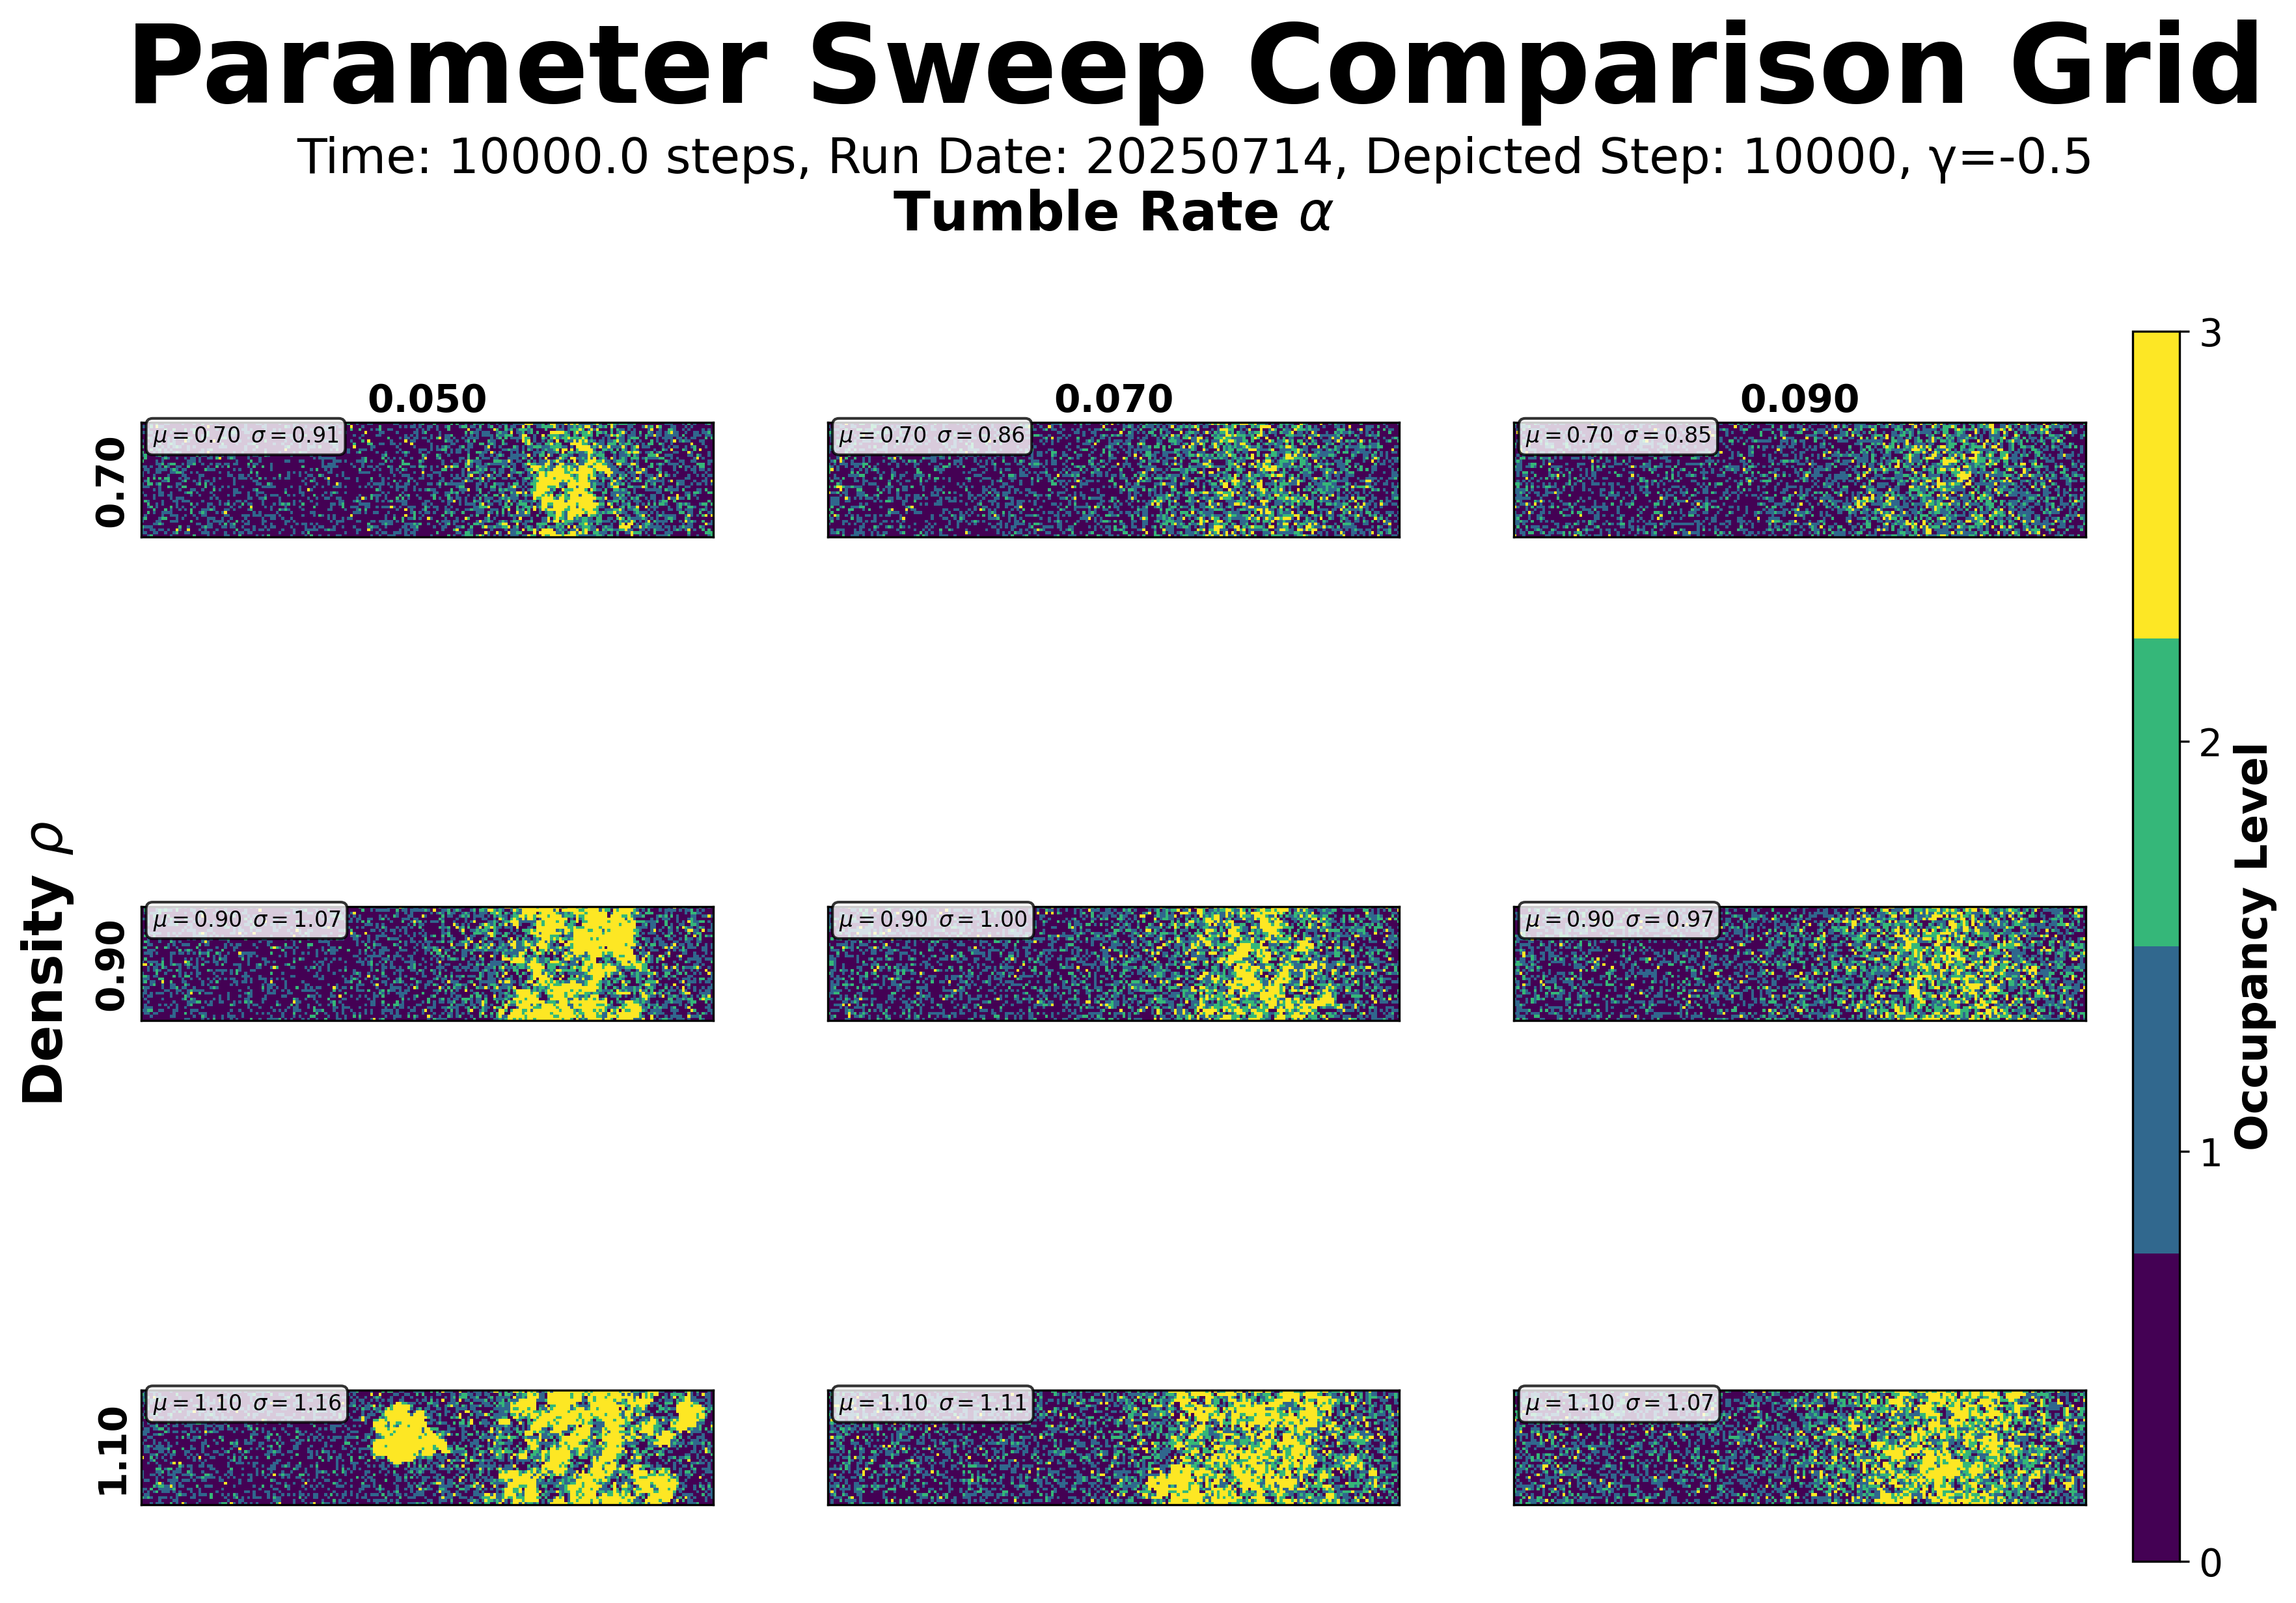 Parameter Sweep Comparison Grid
Time: 10000.0 steps, Run Date: 20250714, Depicted Step: 10000, γ=-0.5
Tumble Rate α
0.050
0.070
0.090
Density ρ
0.70
μ = 0.70 σ = 0.91
μ = 0.70 σ = 0.86
μ = 0.70 σ = 0.85
0.90
μ = 0.90 σ = 1.07
μ = 0.90 σ = 1.00
μ = 0.90 σ = 0.97
1.10
μ = 1.10 σ = 1.16
μ = 1.10 σ = 1.11
μ = 1.10 σ = 1.07
3
2
1
0
Occupancy Level